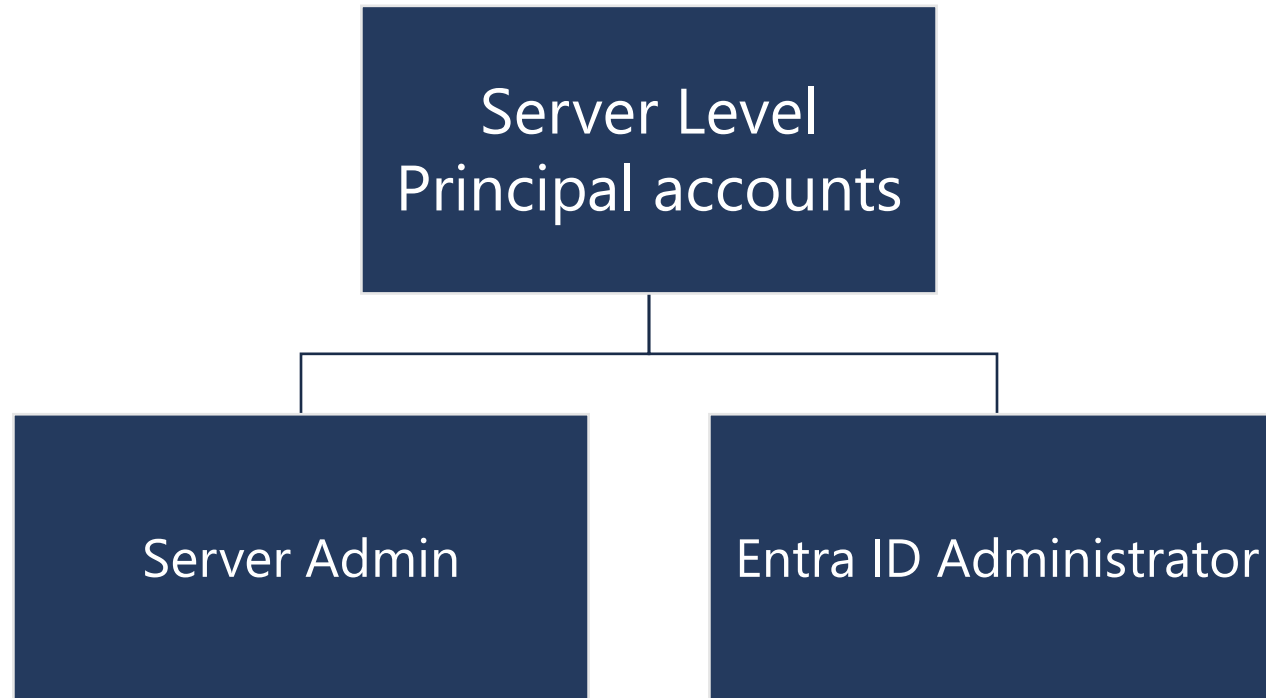 Server Level
Principal accounts
Server Admin
Entra ID Administrator